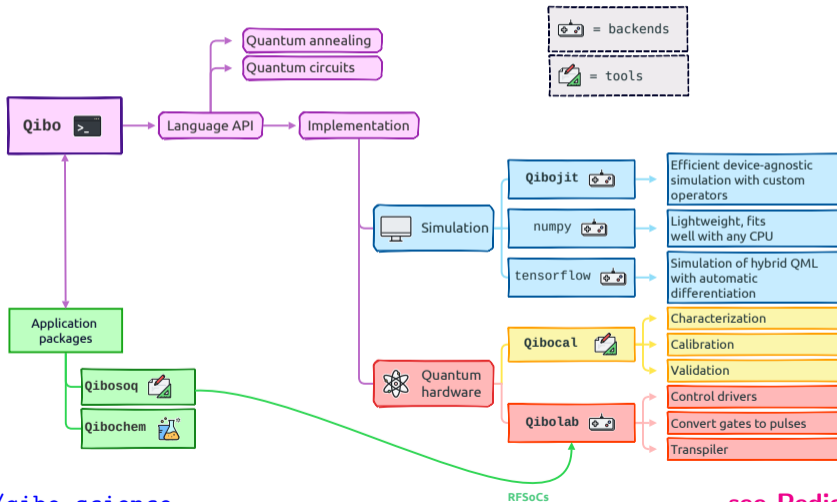 Quantum annealing
Quantum circuits
= backends
= tools
Qibo
Language API
Implementation
Simulation
Qibojit
numpy
tensorflow
Efficient device-agnostic
simulation with custom
operators
Lightweight, fits
well with any CPU
Simulation of hybrid QML
with automatic
differentiation
Application
packages
Qibosoq
Qibochem
Quantum
hardware
Qibocal
Qibolab
Characterization
Calibration
Validation
Control drivers
Convert gates to pulses
Transpiler
RFSoCs